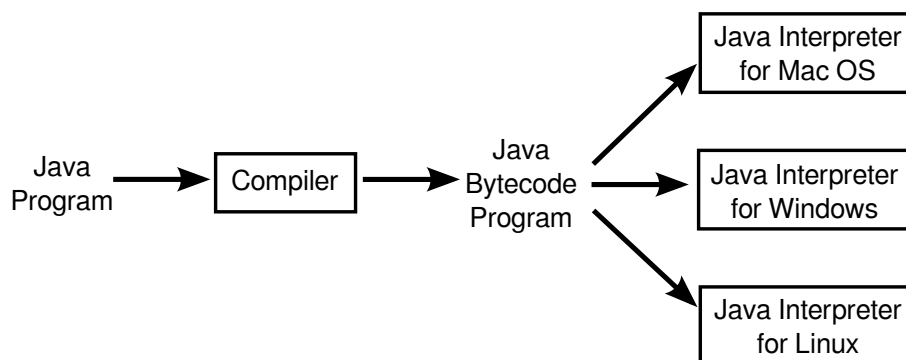 Java
Program
Compiler
Java
Bytecode
Program
Java Interpreter
for Mac OS
Java Interpreter
for Windows
Java Interpreter
for Linux